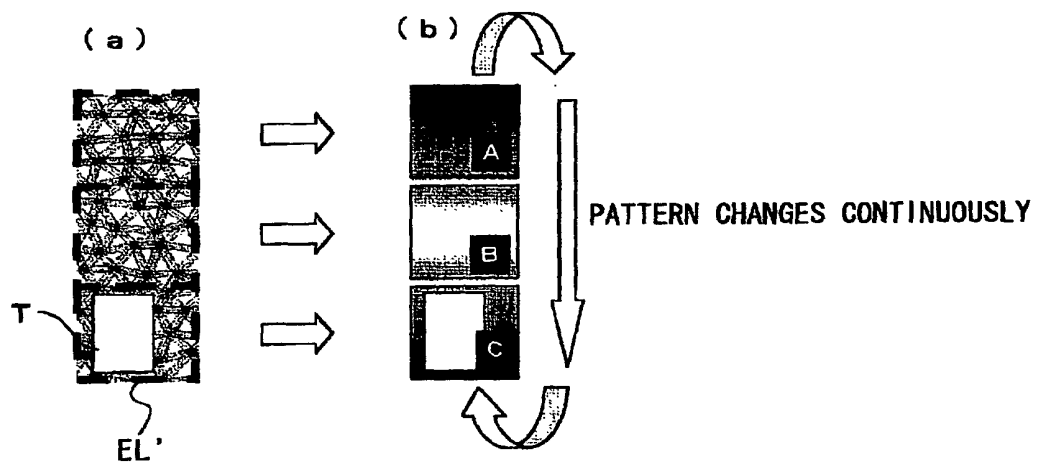 (a)
(b)
A
B
C
PATTERN CHANGES CONTINUOUSLY
T
EL'